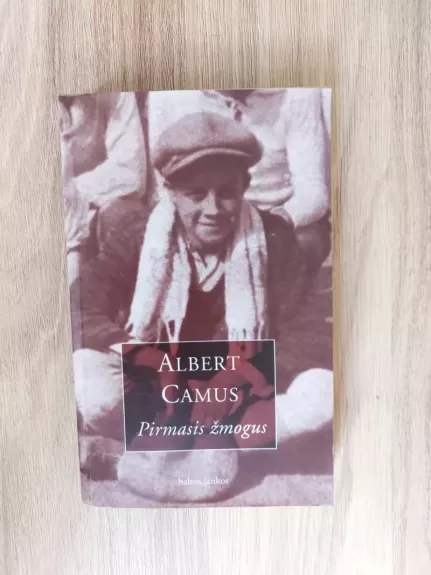 ALBERT
CAMUS
Pirmasis žmogus
baltos lankos